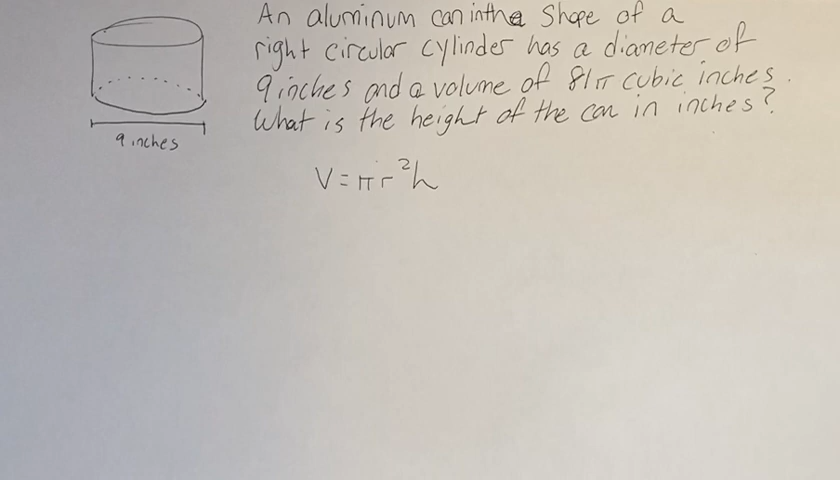 An aluminum can in the shape of a
right circular cylinder has a diameter of
9 inches and a volume of 81π cubic inches.
What is the height of the can in inches?
9 inches
V = πr²h